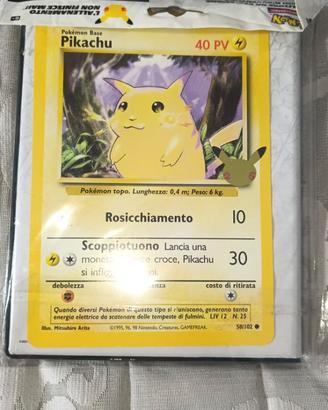 L'ALLENAMENTO
NON FINISCE MAI!
Pokémon Base
Pikachu
40 PV
Pokémon topo. Lunghezza: 0,4 m; Peso: 6 kg.
Rosicchiamento 10
Scoppiotuono Lancia una
croce, Pikachu 30
si
debolezza costo di ritirata
Quando diversi Pokémon di questo tipo si riuniscono, generano tanta
energia elettrica da scatenare delle tempeste di fulmini. LIV 12 N. 25
Illus. Mitsuhiro Arita ©1995, 96, 98 Nintendo, Creatures, GAMEFREAK. 58/102